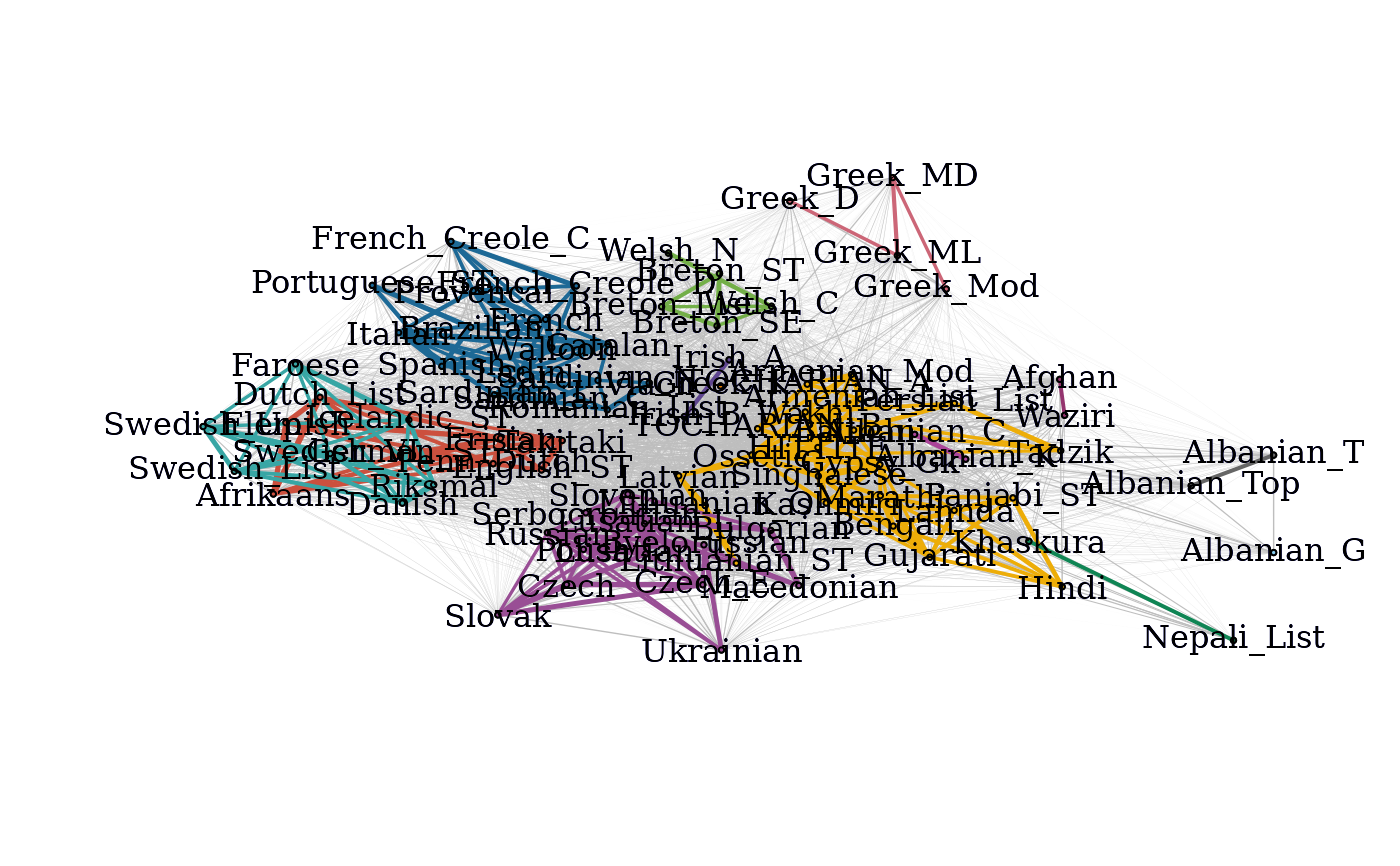 Greek_MD
Greek_D
French_Creole_C
Welsh_N
Greek_ML
Breton_ST
Portuguese_ST
French_Creole_D
Provencal
Greek_Mod
Breton_List
Welsh_C
French
Breton_SE
Italian
Brazilian
Walloon
Catalan
Irish_A
Faroese
Spanish
Armenian_Mod
Afghan
Ladin
Dutch_List
Armenian_List
Persian_List
Romanian
Irish_B
Wakhi
Waziri
Swedish_Up
Flemish
Icelandic_ST
TOCHARIAN_A
TOCHARIAN_B
Albanian_C
Frisian
Takitaki
HITTITE
Tadzik
Swedish_VL
German_ST
Penn_Dutch
English_ST
Ossetic
Gypsy_Gk
Albanian_K
Albanian_T
Swedish_List
Latvian
Singhalese
Albanian_Top
Afrikaans
Riksmal
Danish
Slovenian
Kashmiri
Marathi
Panjabi_ST
Serbocroatian
Lahnda
Bengali
Bulgarian
Russian
Byelorussian
Khaskura
Polish
Lithuanian_ST
Gujarati
Albanian_G
Czech
Czech_E
Macedonian
Hindi
Slovak
Nepali_List
Ukrainian